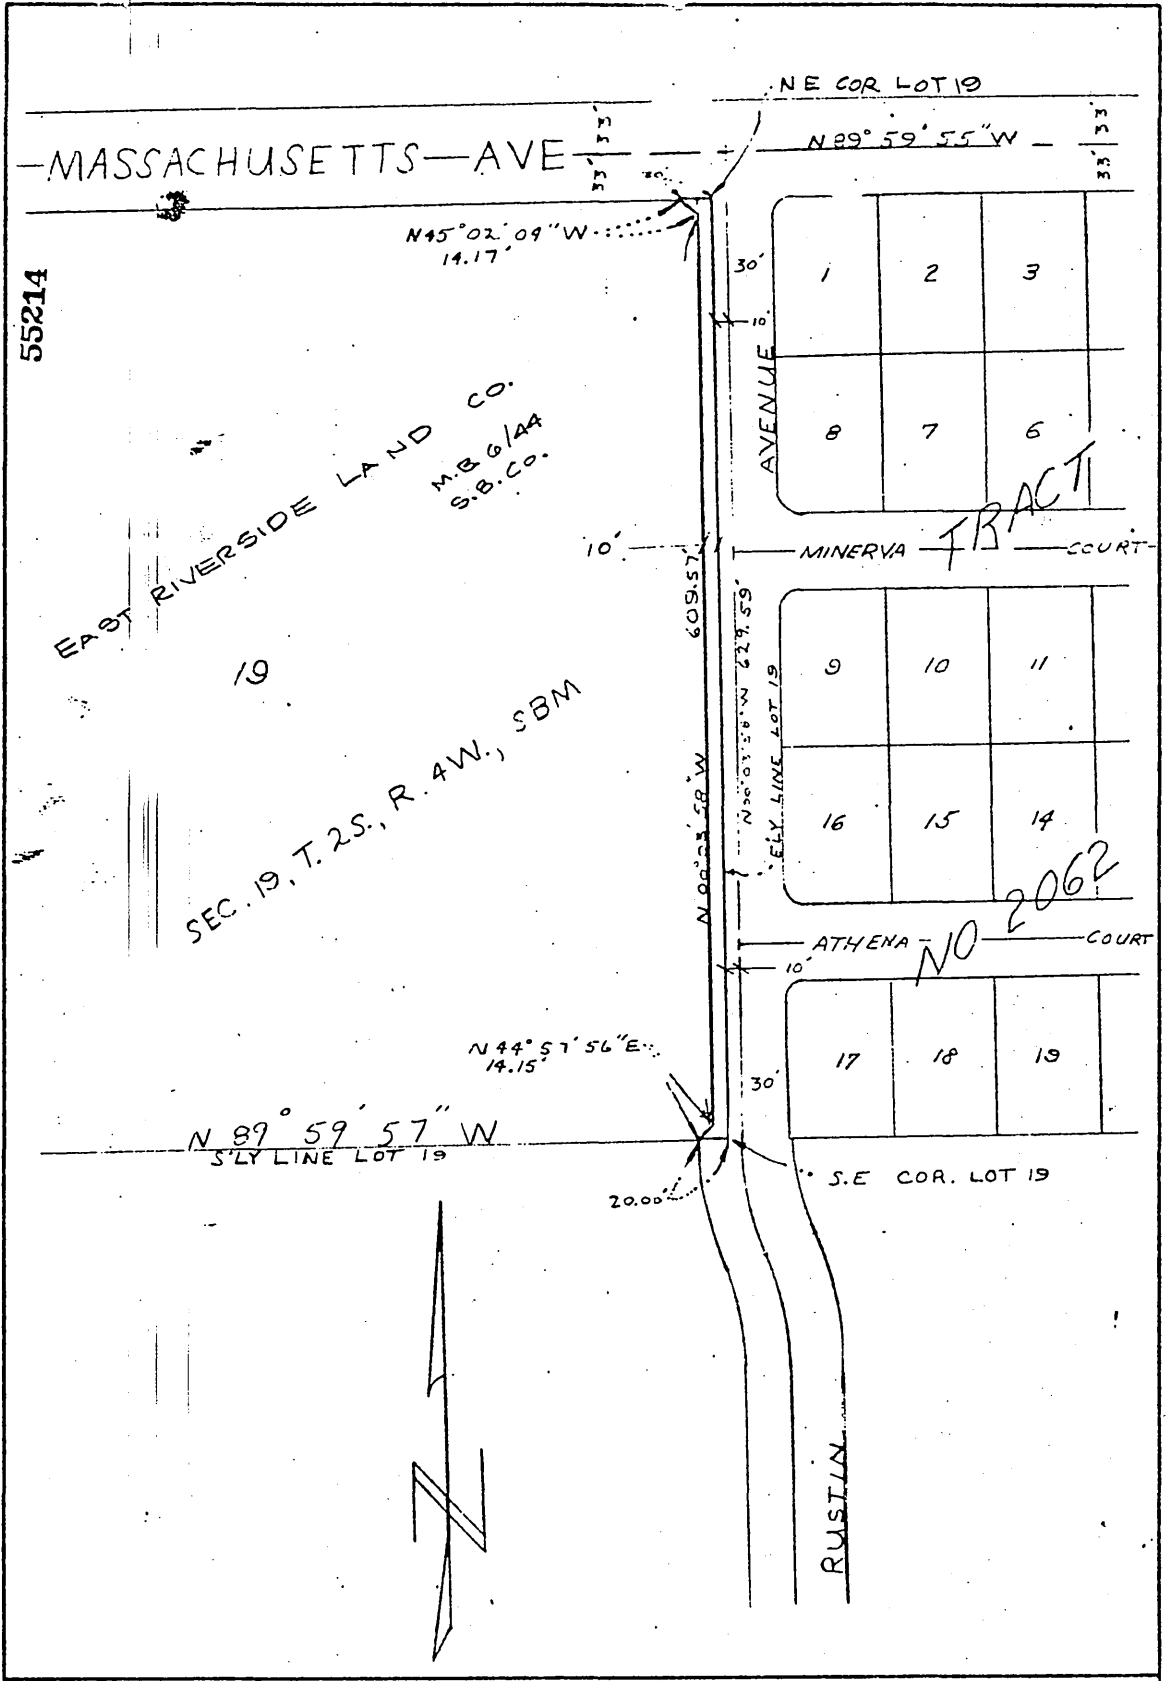 NE COR LOT 19
MASSACHUSETTS AVE
33' 33'
N 89° 59' 55" W
33' 33'
20.
N45°02'09"W
14.17'
55214
30'
10'
1 2 3
AVENUE
8 7 6
EAST RIVERSIDE LAND CO.
M.B 6/44
S.B. CO.
TRACT
10'
MINERVA COURT
609.57'
N 00° 03' 58" W
N 00° 03' 58" W 629.59'
ELY LINE LOT 19
9 10 11
19
SEC. 19, T. 2S., R. 4W., SBM
16 15 14
NO 2062
ATHENA COURT
10'
N44°57'56"E
14.15'
30'
17 18 19
N 89° 59' 57" W
S'LY LINE LOT 19
20.00'
S.E COR. LOT 19
N
RUSTIN